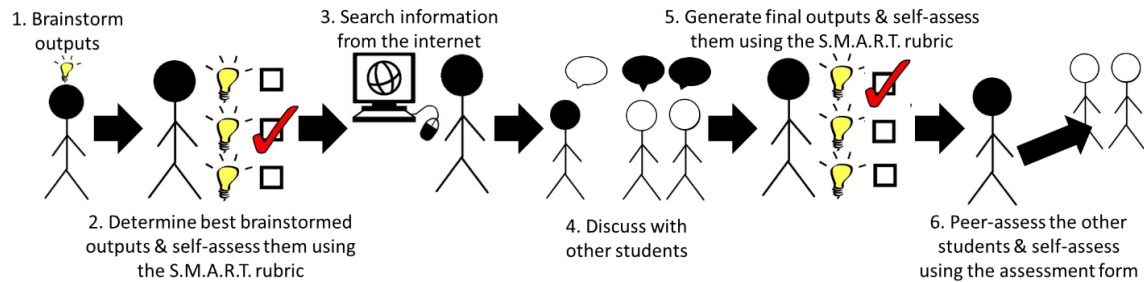 1. Brainstorm
outputs
2. Determine best brainstormed
outputs & self-assess them using
the S.M.A.R.T. rubric
3. Search information
from the internet
4. Discuss with
other students
5. Generate final outputs & self-assess
them using the S.M.A.R.T. rubric
6. Peer-assess the other
students & self-assess
using the assessment form